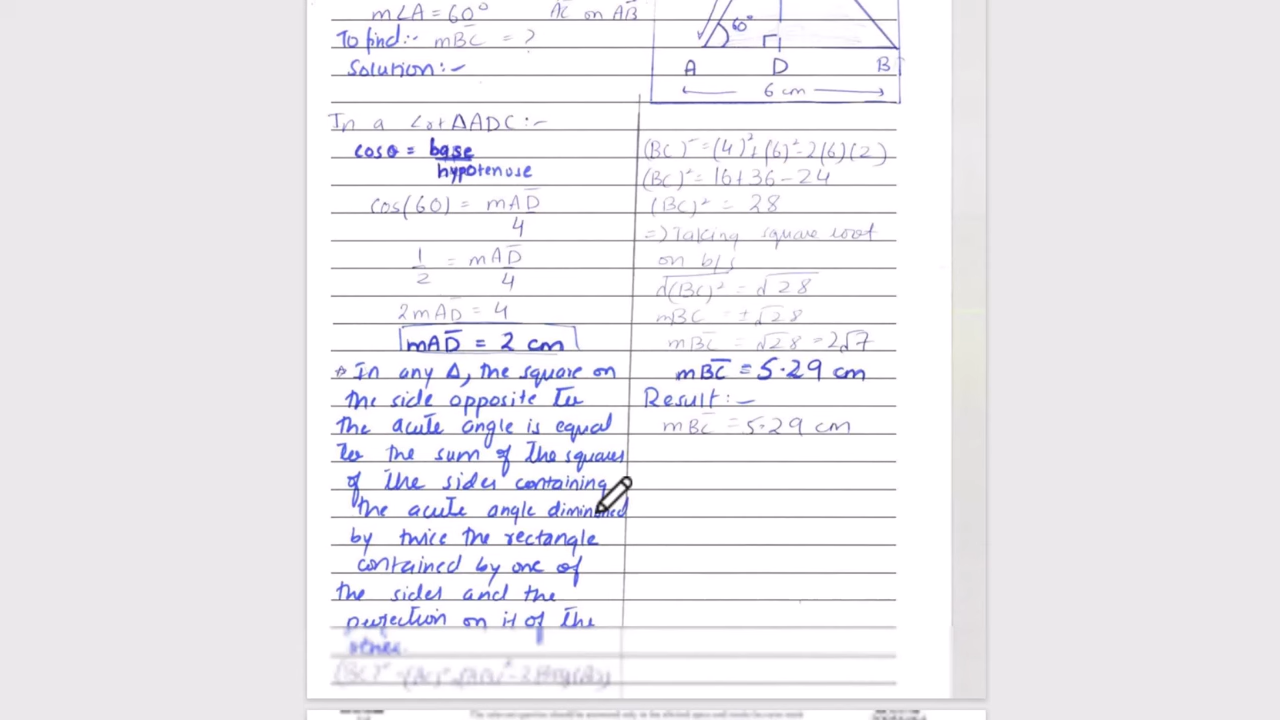 m∠A = 60° AC on AB
To find:- mBC = ?
Solution:-
60°
A D B
6 cm
In a ∠ot ΔADC:-
cosθ = base
hypotenuse
cos(60) = mAD
4
1 = mAD
2 4
2mAD = 4
mAD = 2 cm
In any Δ, the square on
the side opposite to
the acute angle is equal
to the sum of the squares
of the sides containing
the acute angle diminished
by twice the rectangle
contained by one of
the sides and the
projection on it of the
other.
(BC)² = (4)² + (6)² - 2(6)(2)
(BC)² = 16 + 36 - 24
(BC)² = 28
=) Taking square root
on b/s
√(BC)² = √28
mBC = ±√28
mBC = √28 = 2√7
mBC = 5.29 cm
Result:-
mBC = 5.29 cm